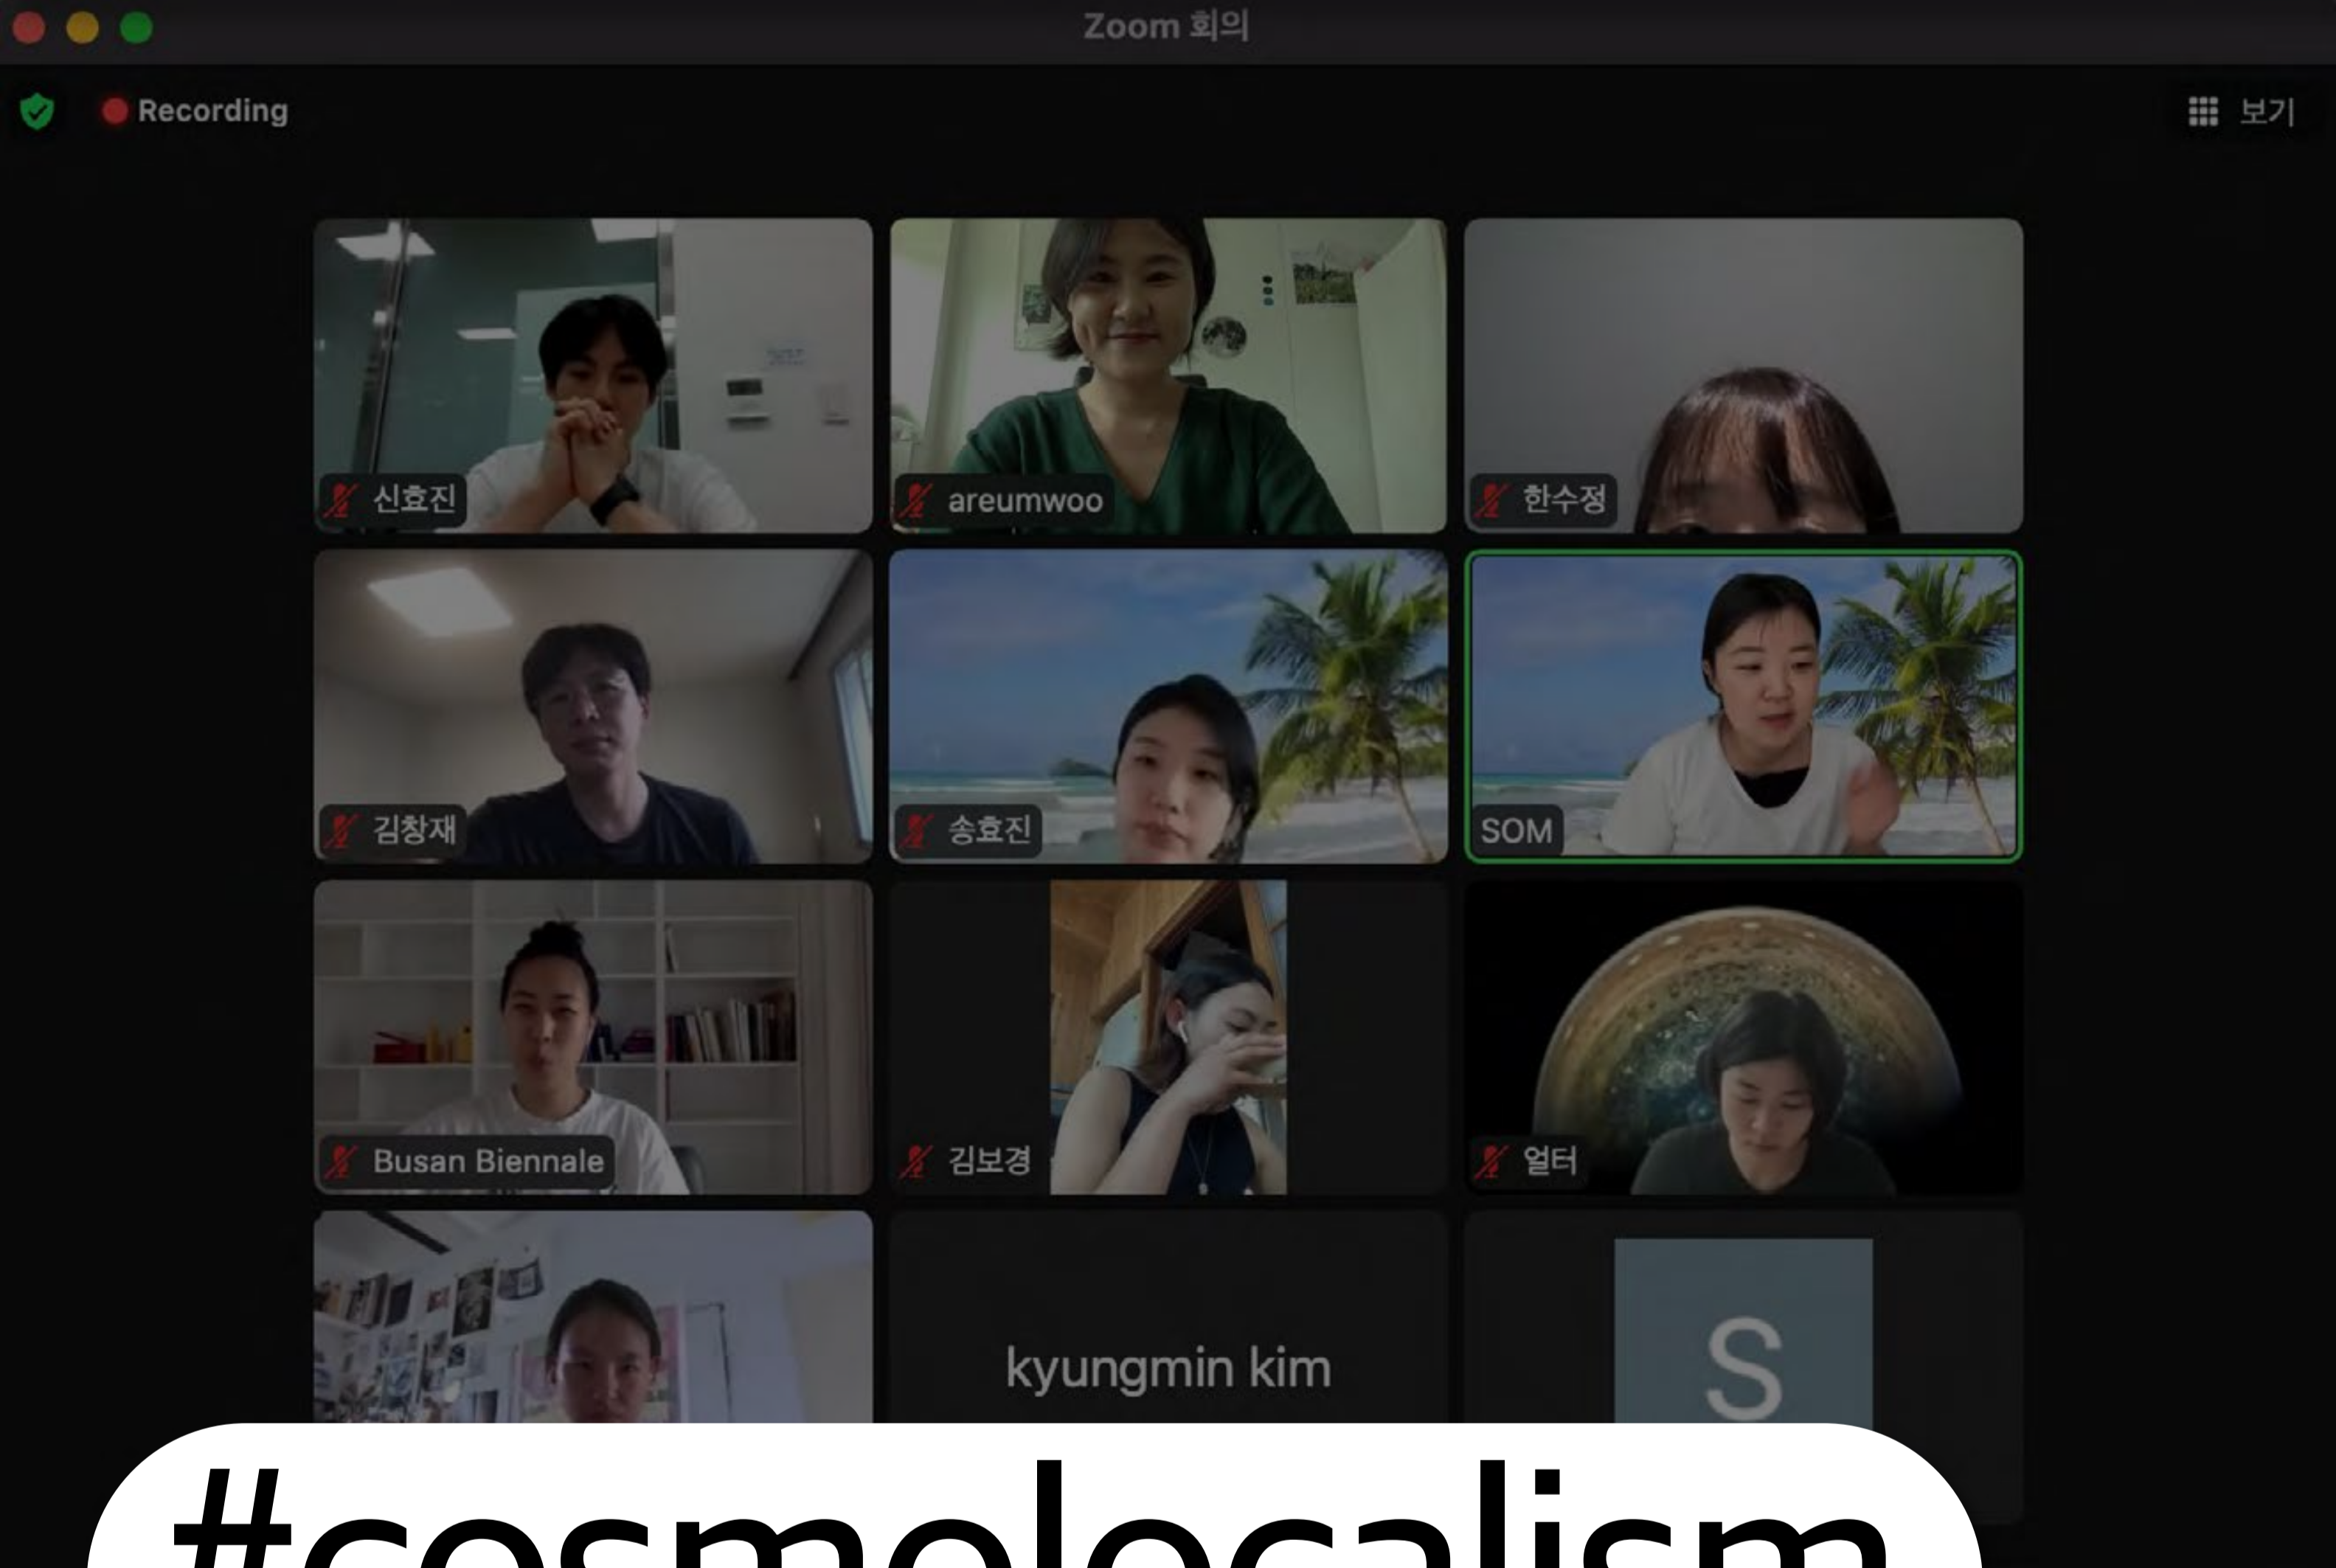 Zoom 회의
Recording
보기
신효진
areumwoo
한수정
김창재
송효진
SOM
Busan Biennale
김보경
얼터
kyungmin kim
S
#cosmolocalism